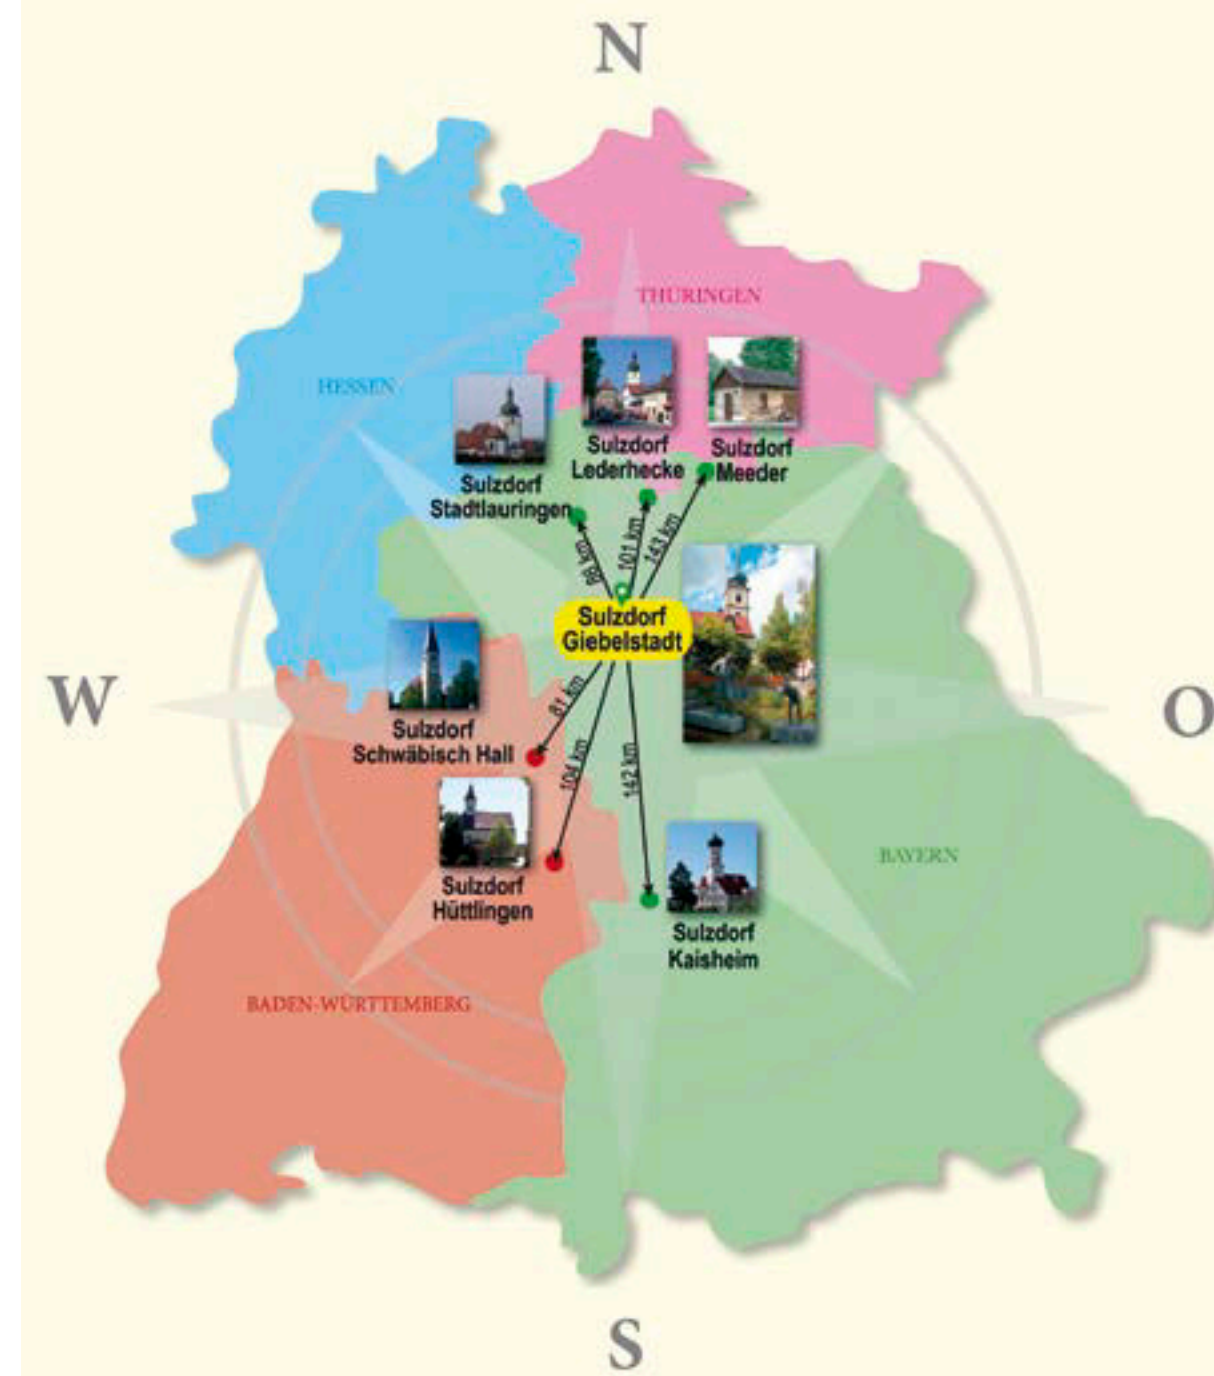 N
THÜRINGEN
HESSEN
Sulzdorf
Lederhecke
Sulzdorf
Meeder
Sulzdorf
Stadtlauringen
101 km
143 km
km
Sulzdorf
Giebelstadt
W
O
81 km
Sulzdorf
Schwäbisch Hall
104 km
142 km
BAYERN
Sulzdorf
Hüttlingen
Sulzdorf
Kaisheim
BADEN-WÜRTTEMBERG
S